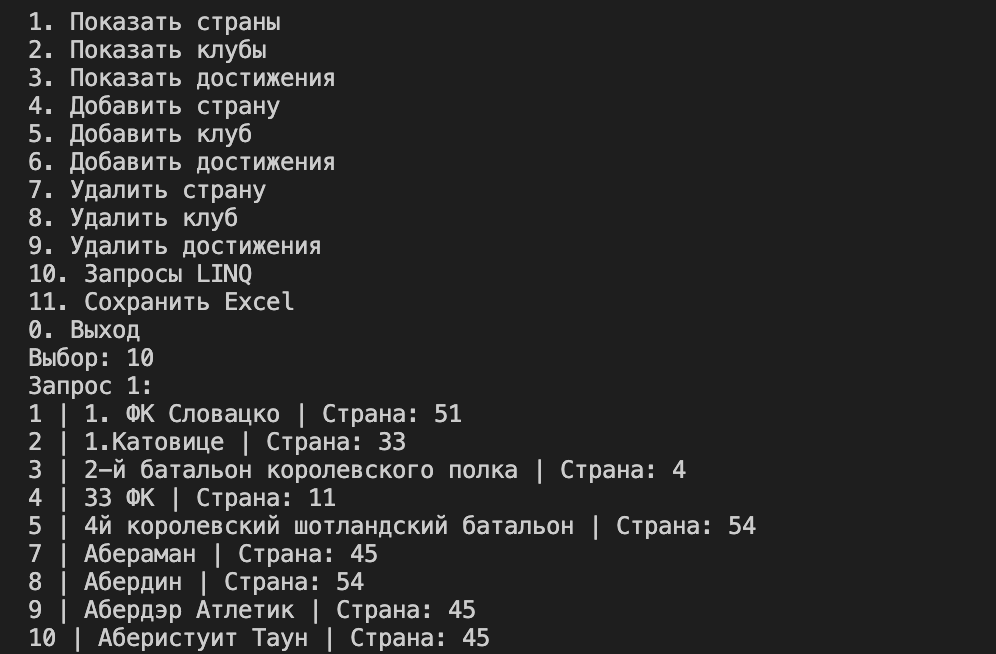 1. Показать страны
2. Показать клубы
3. Показать достижения
4. Добавить страну
5. Добавить клуб
6. Добавить достижения
7. Удалить страну
8. Удалить клуб
9. Удалить достижения
10. Запросы LINQ
11. Сохранить Excel
0. Выход
Выбор: 10
Запрос 1:
1 | 1. ФК Словацко | Страна: 51
2 | 1.Катовице | Страна: 33
3 | 2-й батальон королевского полка | Страна: 4
4 | 33 ФК | Страна: 11
5 | 4й королевский шотландский батальон | Страна: 54
7 | Абераман | Страна: 45
8 | Абердин | Страна: 54
9 | Абердэр Атлетик | Страна: 45
10 | Аберистуит Таун | Страна: 45